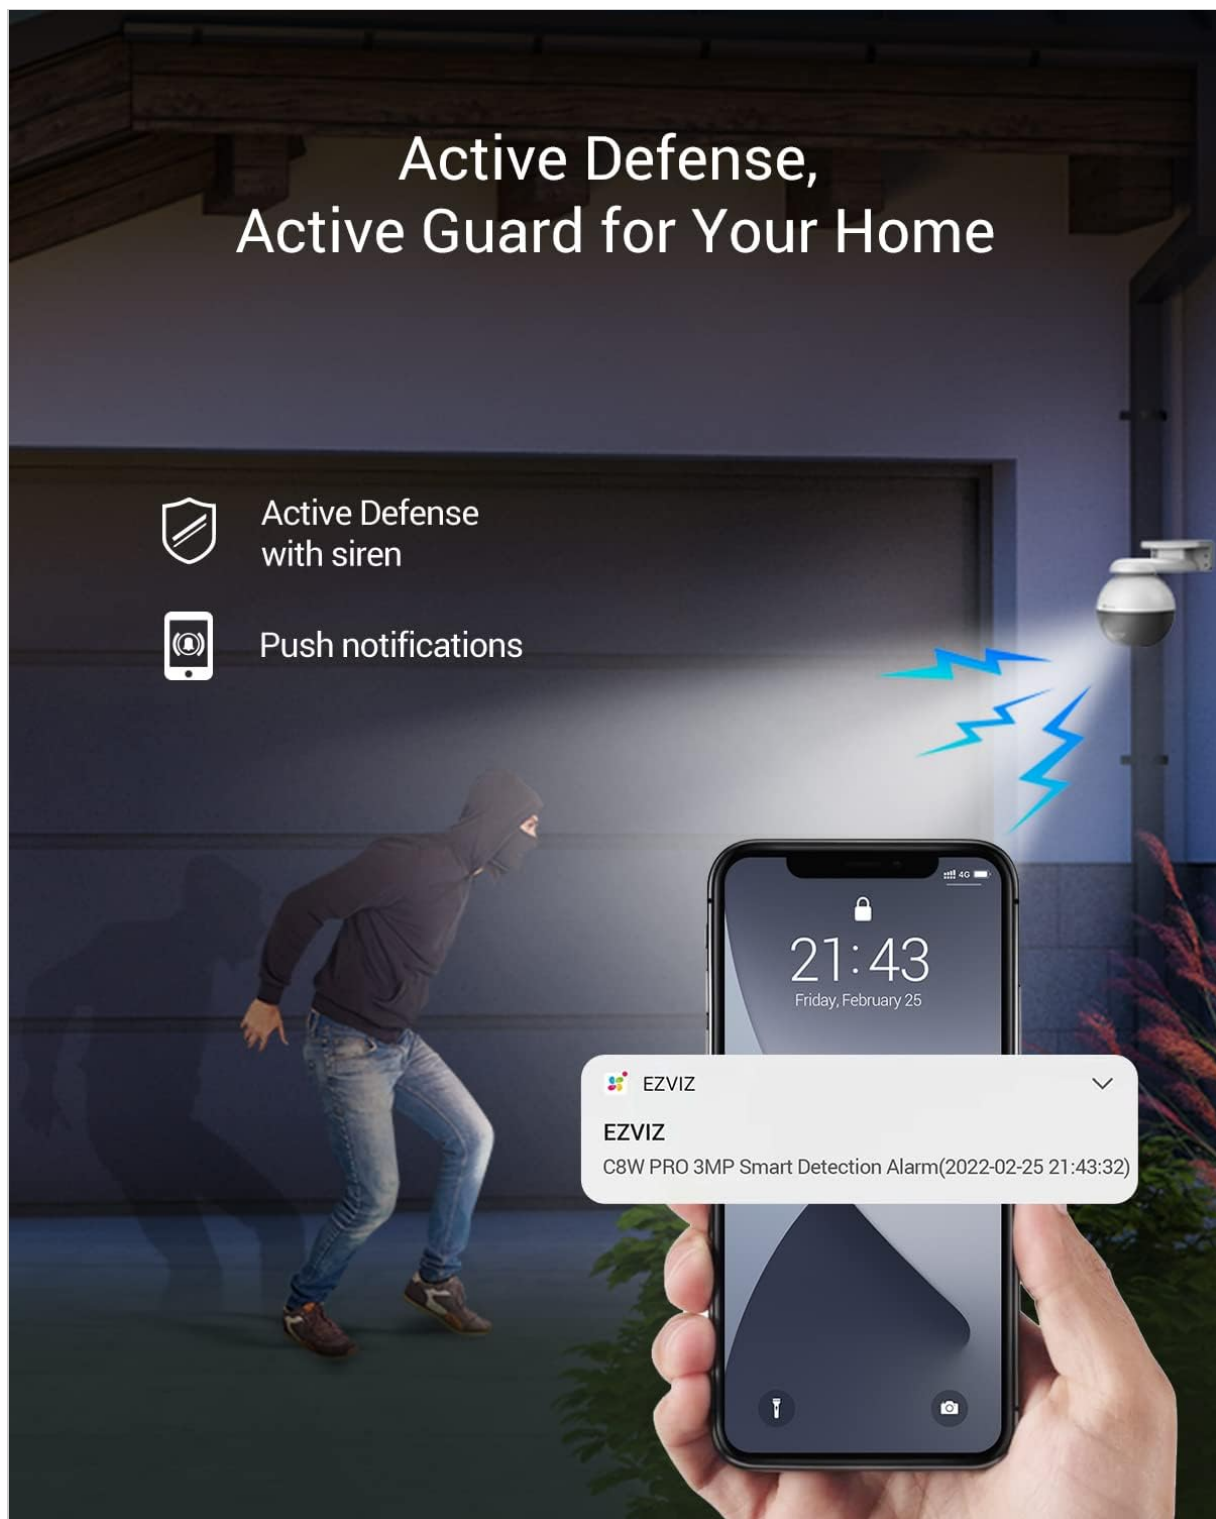 Active Defense,
Active Guard for Your Home
Active Defense
with siren
Push notifications
4G
21:43
Friday, February 25
EZVIZ
EZVIZ
C8W PRO 3MP Smart Detection Alarm(2022-02-25 21:43:32)